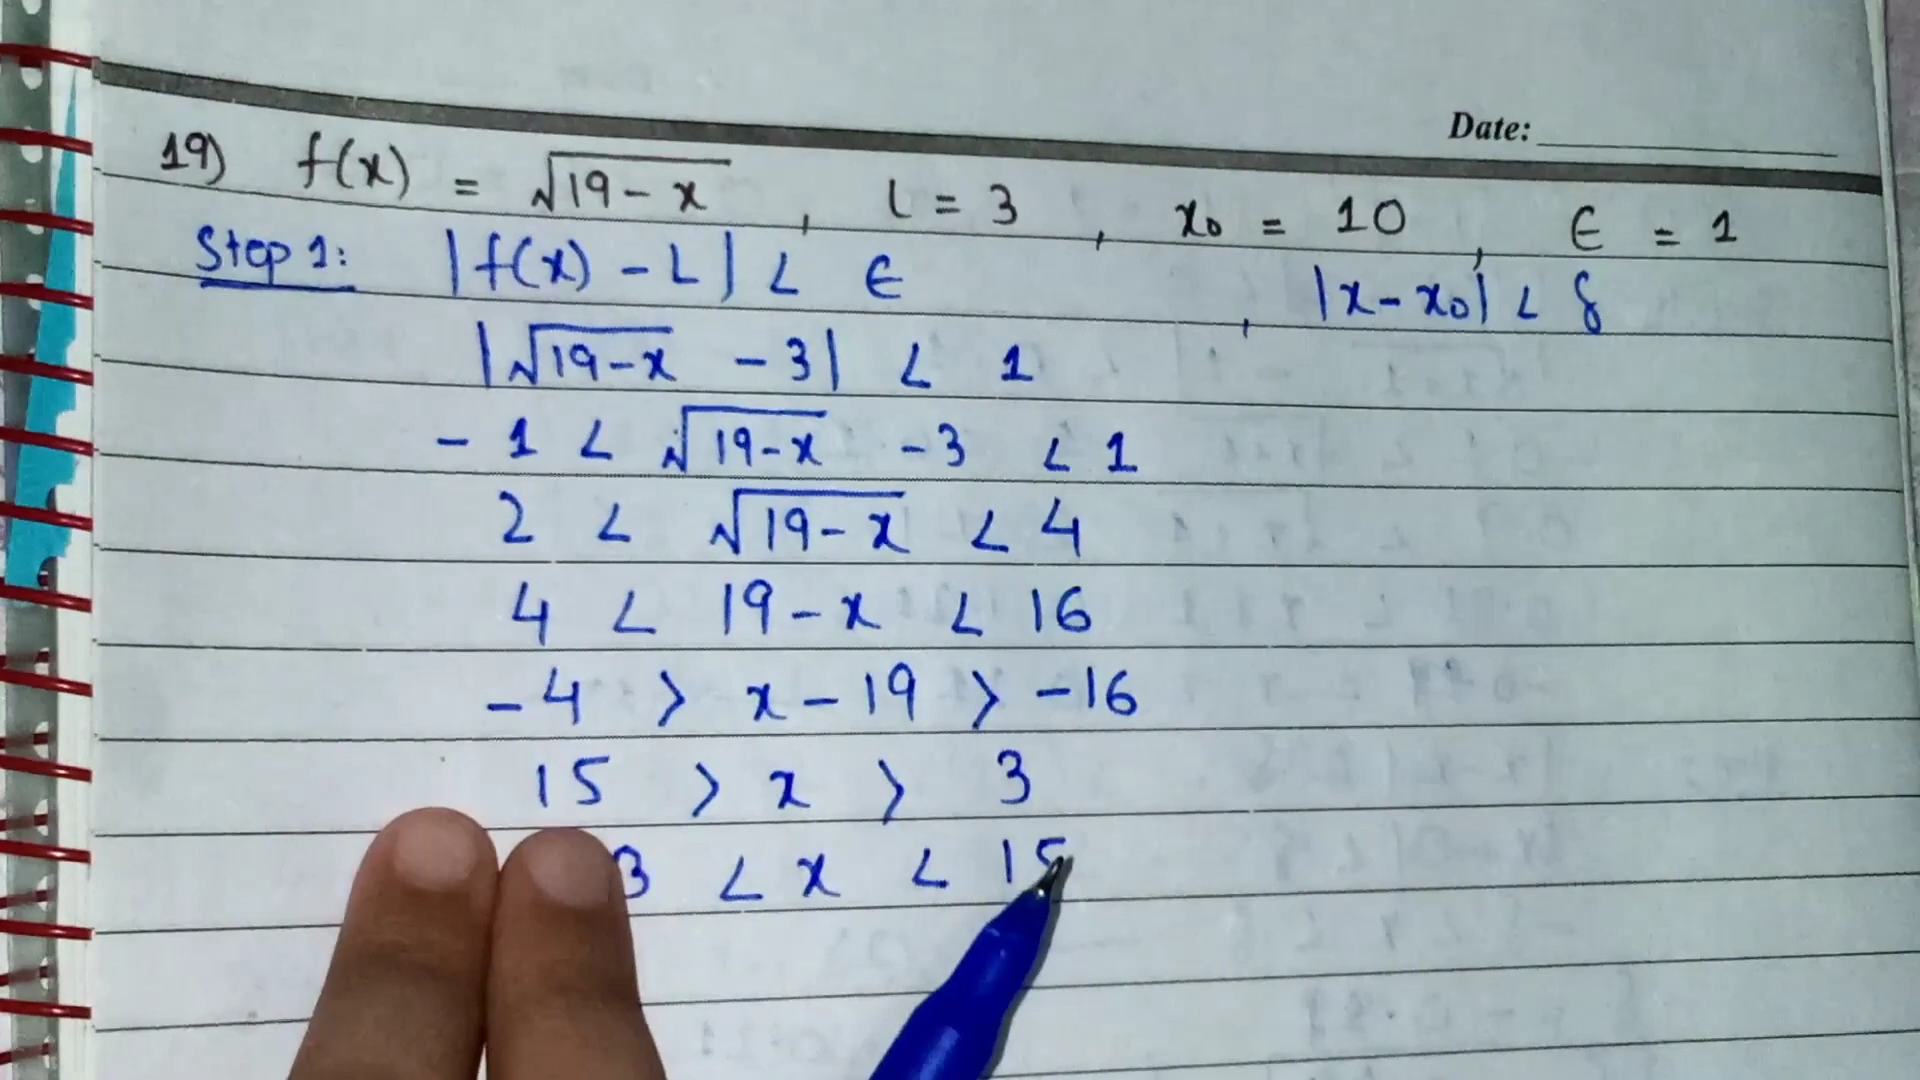 Date:
19) f(x) = √19-x , L = 3 , x₀ = 10 , ϵ = 1
Step 1: |f(x) - L| < ϵ , |x-x₀| < δ
|√19-x - 3| < 1
- 1 < √19-x - 3 < 1
2 < √19-x < 4
4 < 19-x < 16
-4 > x-19 > -16
15 > x > 3
3 < x < 15